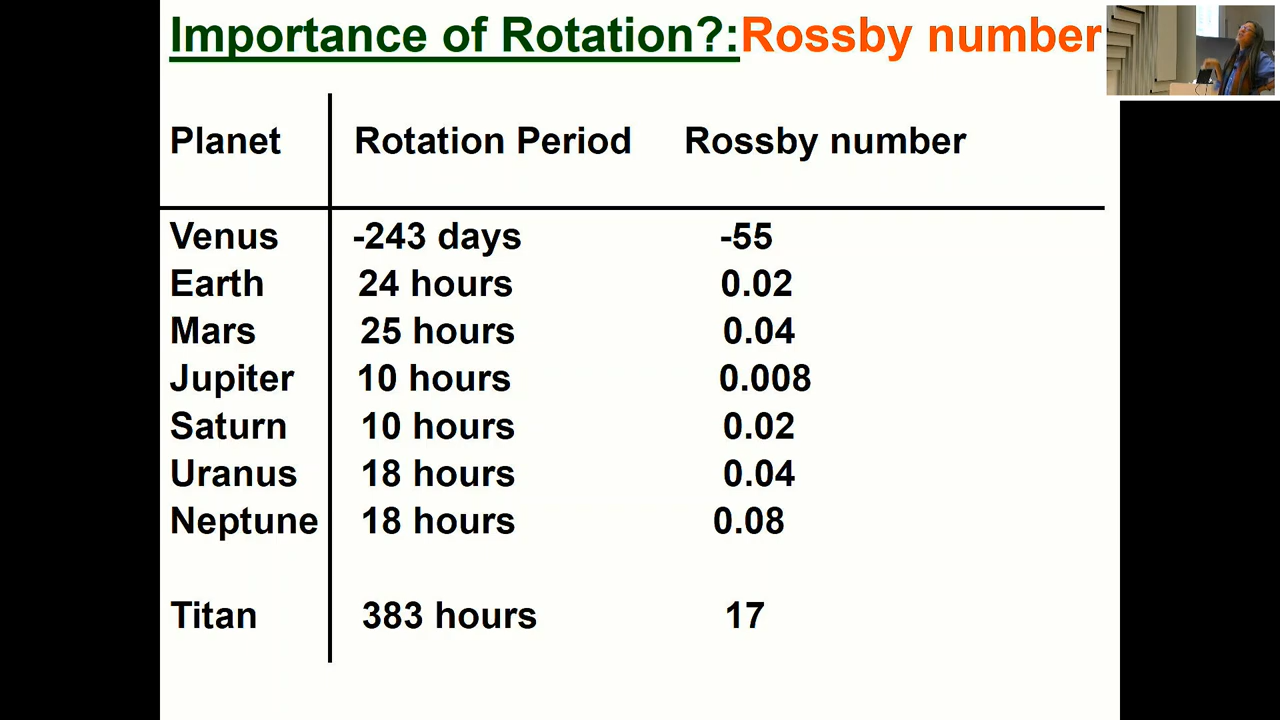 Importance of Rotation?:Rossby number
Planet Rotation Period Rossby number
Venus -243 days -55
Earth 24 hours 0.02
Mars 25 hours 0.04
Jupiter 10 hours 0.008
Saturn 10 hours 0.02
Uranus 18 hours 0.04
Neptune 18 hours 0.08
Titan 383 hours 17